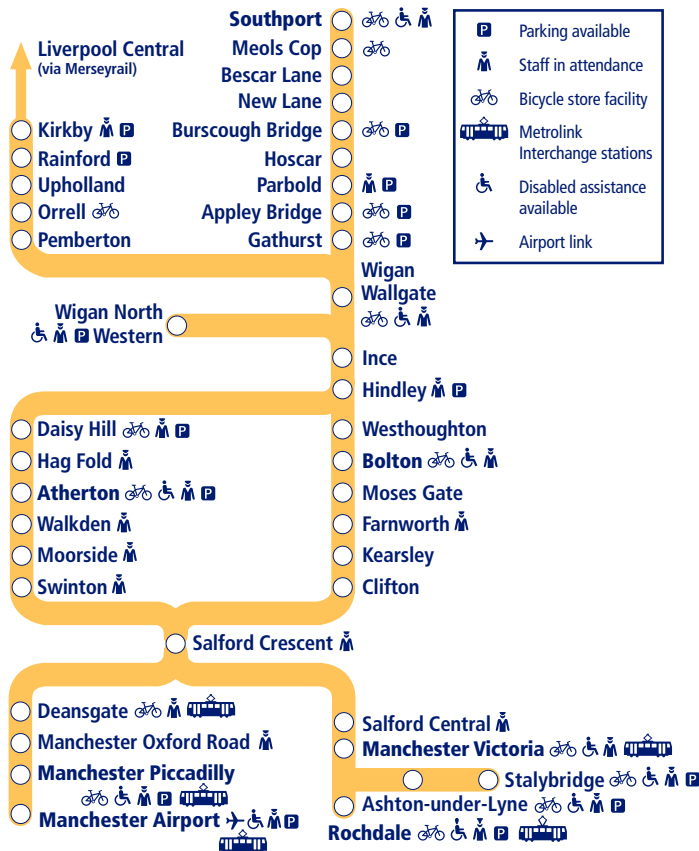 Southport
Meols Cop
Bescar Lane
New Lane
Burscough Bridge
Hoscar
Parbold
Appley Bridge
Gathurst
Liverpool Central
(via Merseyrail)
Kirkby P
Rainford P
Upholland
Orrell
Pemberton
P
P
P
P
P Parking available
Staff in attendance
Bicycle store facility
Metrolink
Interchange stations
Disabled assistance
available
Airport link
Wigan
Wallgate
Wigan North
P Western
Ince
Hindley P
Daisy Hill P
Hag Fold
Atherton P
Walkden
Moorside
Swinton
Westhoughton
Bolton
Moses Gate
Farnworth
Kearsley
Clifton
Salford Crescent
Deansgate
Manchester Oxford Road
Manchester Piccadilly
P
Manchester Airport P
Salford Central
Manchester Victoria
Stalybridge P
Ashton-under-Lyne P
Rochdale P